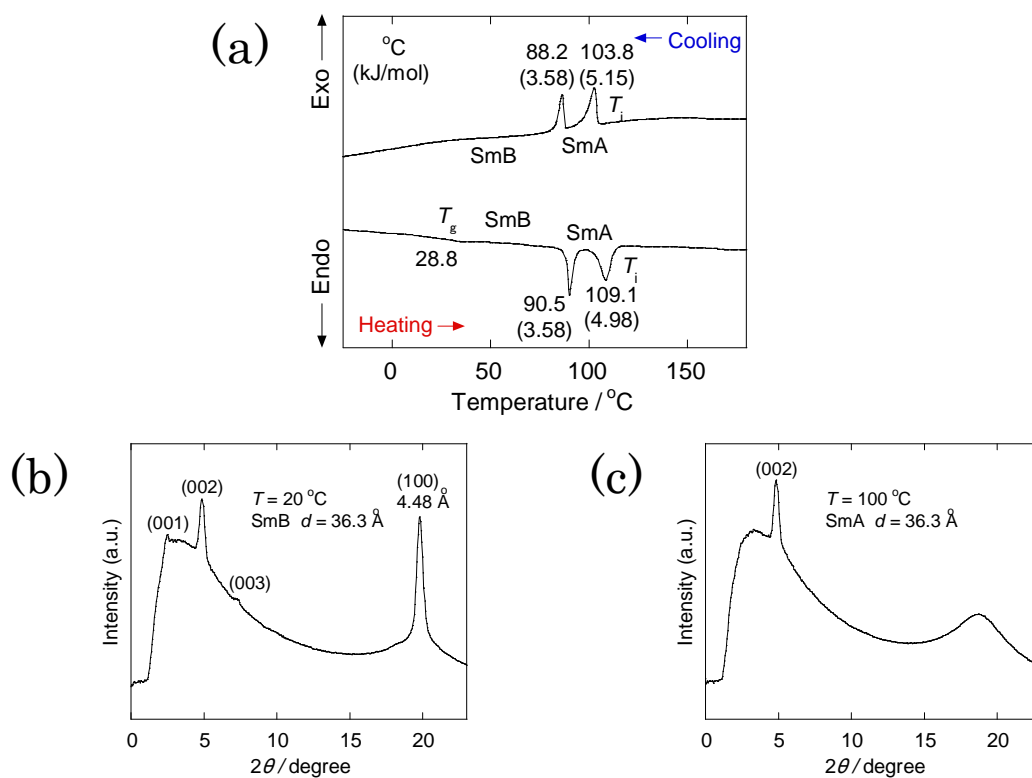 (a)
Exo
Endo
°C
(kJ/mol)
88.2
(3.58)
103.8
(5.15)
← Cooling
Ti
SmB
SmA
Tg
28.8
SmB
SmA
Ti
90.5
(3.58)
109.1
(4.98)
Heating →
0 50 100 150
Temperature / °C
(b)
Intensity (a.u.)
(001)
(002)
(003)
T = 20 °C
SmB d = 36.3 Å
(100)
4.48 Å
0 5 10 15 20
2θ / degree
(c)
Intensity (a.u.)
(002)
T = 100 °C
SmA d = 36.3 Å
0 5 10 15 20
2θ / degree